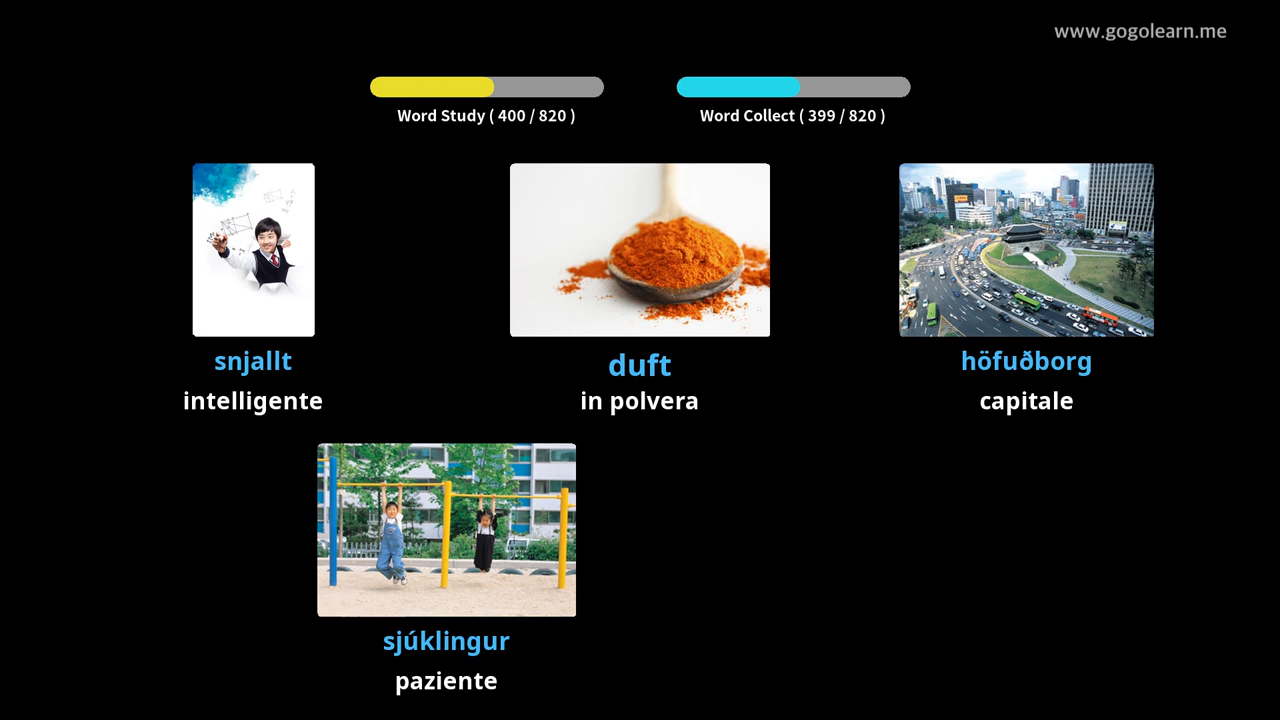 www.gogolearn.me
Word Study ( 400 / 820 )
Word Collect ( 399 / 820 )
snjallt
intelligente
duft
in polvera
höfuðborg
capitale
sjúklingur
paziente